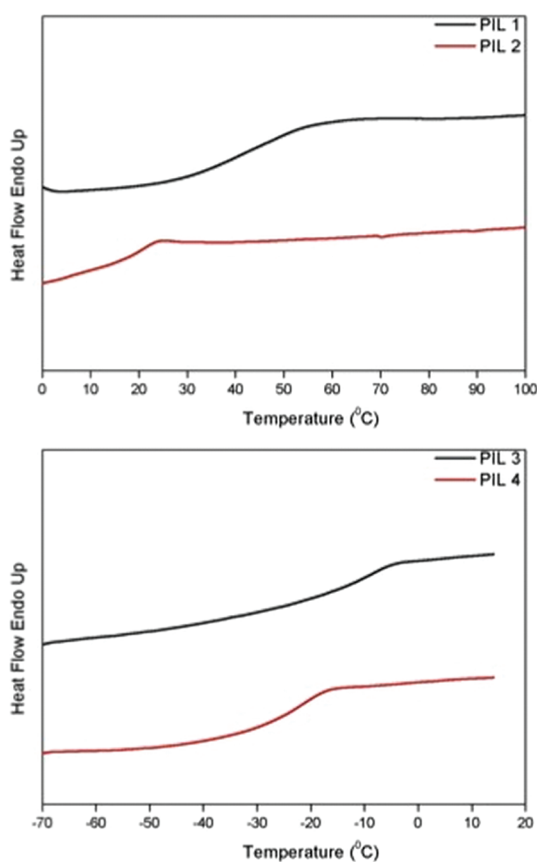 PIL 1
PIL 2
Heat Flow Endo Up
0 10 20 30 40 50 60 70 80 90 100
Temperature (⁰C)
PIL 3
PIL 4
Heat Flow Endo Up
-70 -60 -50 -40 -30 -20 -10 0 10 20
Temperature (⁰C)